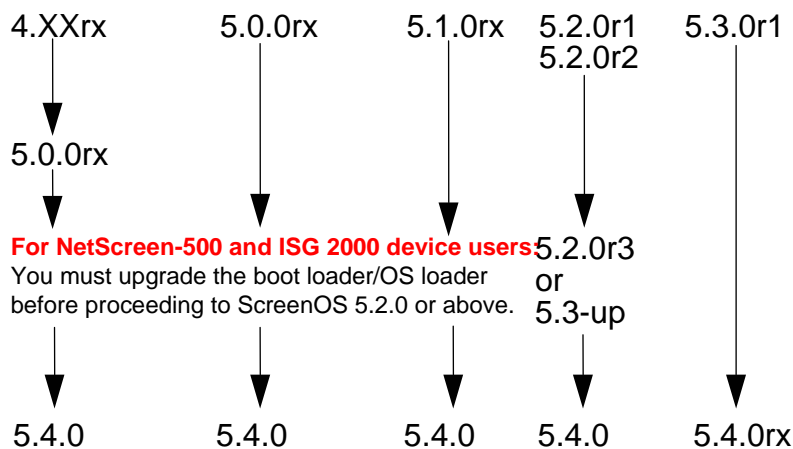 4.XXrx 5.0.0rx 5.1.0rx 5.2.0r1 5.3.0r1
5.2.0r2
5.0.0rx
For NetScreen-500 and ISG 2000 device users:
You must upgrade the boot loader/OS loader
before proceeding to ScreenOS 5.2.0 or above.
5.2.0r3
or
5.3-up
5.4.0 5.4.0 5.4.0 5.4.0 5.4.0rx